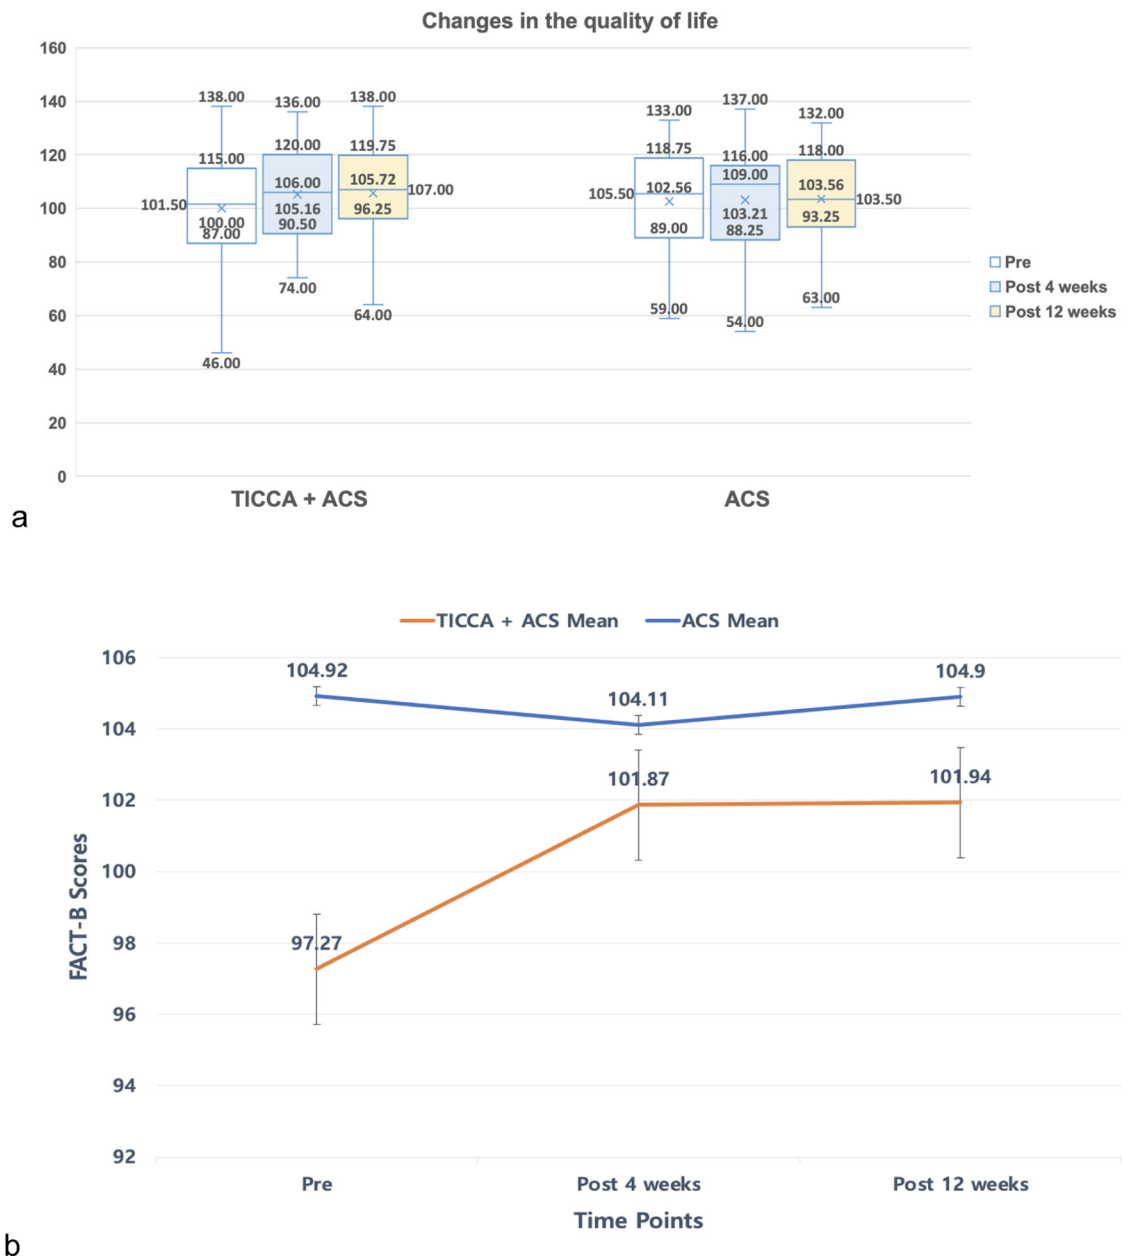 Changes in the quality of life
160
140
120
100
80
60
40
20
0
138.00 136.00 138.00 133.00 137.00 132.00
115.00 120.00 119.75 118.75 116.00 118.00
101.50 106.00 105.72 107.00 105.50 102.56 109.00 103.56 103.50
100.00 105.16 96.25 103.21 93.25
87.00 90.50 89.00 88.25
74.00 64.00 59.00 54.00 63.00
46.00
Pre
Post 4 weeks
Post 12 weeks
TICCA + ACS ACS
a
TICCA + ACS Mean ACS Mean
FACT-B Scores
106
104
102
100
98
96
94
92
104.92 104.11 104.9
97.27 101.87 101.94
Pre Post 4 weeks Post 12 weeks
Time Points
b